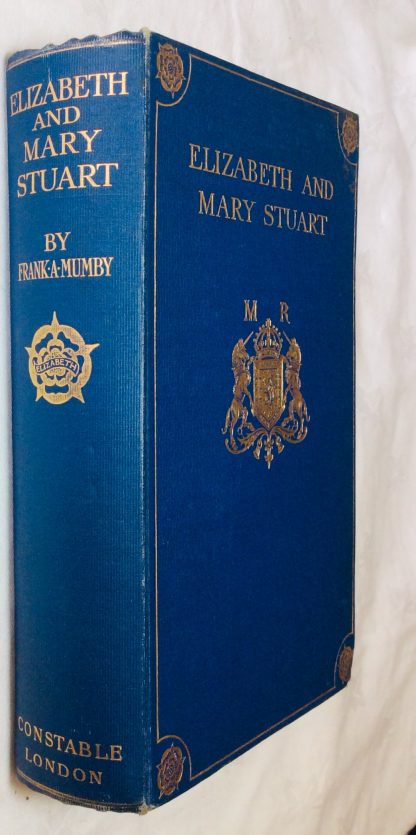 ELIZABETH
AND
MARY
STUART
BY
FRANK·A·MUMBY
ELIZABETH
CONSTABLE
LONDON
ELIZABETH AND
MARY STUART
M R